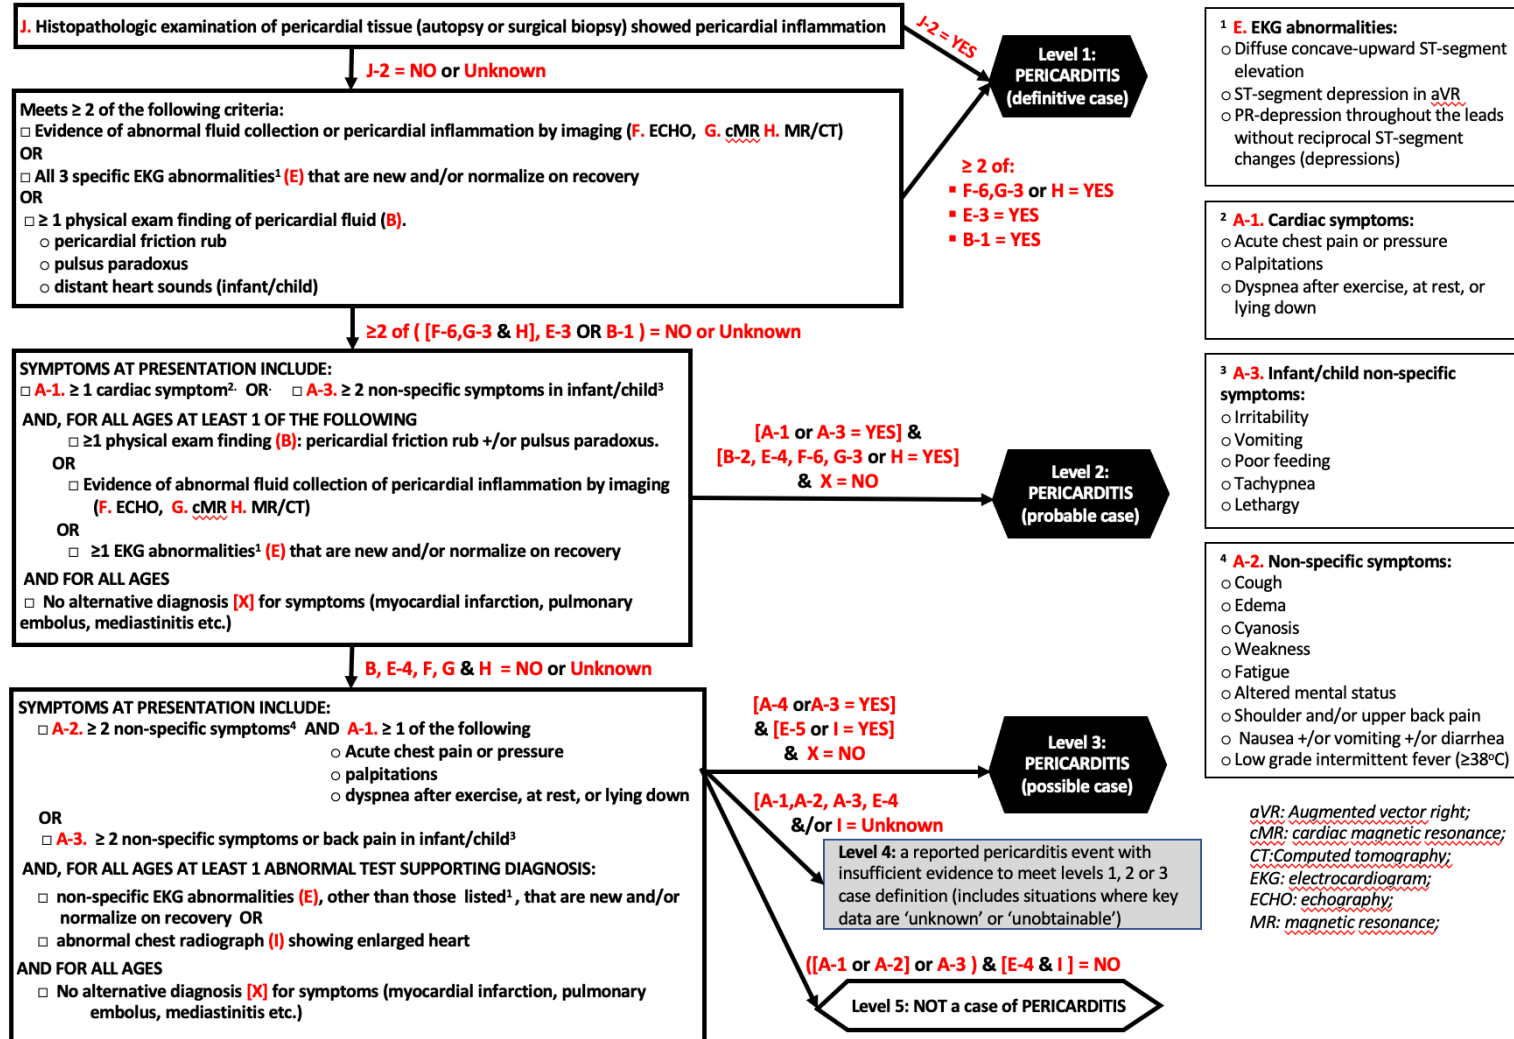 J. Histopathologic examination of pericardial tissue (autopsy or surgical biopsy) showed pericardial inflammation
J-2 = YES
J-2 = NO or Unknown
Level 1:
PERICARDITIS
(definitive case)
Meets ≥ 2 of the following criteria:
□ Evidence of abnormal fluid collection or pericardial inflammation by imaging (F. ECHO, G. cMR H. MR/CT)
OR
□ All 3 specific EKG abnormalities¹ (E) that are new and/or normalize on recovery
OR
□ ≥ 1 physical exam finding of pericardial fluid (B).
o pericardial friction rub
o pulsus paradoxus
o distant heart sounds (infant/child)
≥ 2 of:
▪ F-6,G-3 or H = YES
▪ E-3 = YES
▪ B-1 = YES
≥2 of ( [F-6,G-3 & H], E-3 OR B-1 ) = NO or Unknown
SYMPTOMS AT PRESENTATION INCLUDE:
□ A-1. ≥ 1 cardiac symptom²· OR· □ A-3. ≥ 2 non-specific symptoms in infant/child³
AND, FOR ALL AGES AT LEAST 1 OF THE FOLLOWING
□ ≥1 physical exam finding (B): pericardial friction rub +/or pulsus paradoxus.
OR
□ Evidence of abnormal fluid collection of pericardial inflammation by imaging
(F. ECHO, G. cMR H. MR/CT)
OR
□ ≥1 EKG abnormalities¹ (E) that are new and/or normalize on recovery
AND FOR ALL AGES
□ No alternative diagnosis [X] for symptoms (myocardial infarction, pulmonary
embolus, mediastinitis etc.)
[A-1 or A-3 = YES] &
[B-2, E-4, F-6, G-3 or H = YES]
& X = NO
Level 2:
PERICARDITIS
(probable case)
B, E-4, F, G & H = NO or Unknown
SYMPTOMS AT PRESENTATION INCLUDE:
□ A-2. ≥ 2 non-specific symptoms⁴ AND A-1. ≥ 1 of the following
o Acute chest pain or pressure
o palpitations
o dyspnea after exercise, at rest, or lying down
OR
□ A-3. ≥ 2 non-specific symptoms or back pain in infant/child³
AND, FOR ALL AGES AT LEAST 1 ABNORMAL TEST SUPPORTING DIAGNOSIS:
□ non-specific EKG abnormalities (E), other than those listed¹ , that are new and/or
normalize on recovery OR
□ abnormal chest radiograph (I) showing enlarged heart
AND FOR ALL AGES
□ No alternative diagnosis [X] for symptoms (myocardial infarction, pulmonary
embolus, mediastinitis etc.)
[A-4 orA-3 = YES]
& [E-5 or I = YES]
& X = NO
Level 3:
PERICARDITIS
(possible case)
[A-1,A-2, A-3, E-4
&/or I = Unknown
Level 4: a reported pericarditis event with
insufficient evidence to meet levels 1, 2 or 3
case definition (includes situations where key
data are ‘unknown’ or ‘unobtainable’)
([A-1 or A-2] or A-3 ) & [E-4 & I ] = NO
Level 5: NOT a case of PERICARDITIS
¹ E. EKG abnormalities:
o Diffuse concave-upward ST-segment
elevation
o ST-segment depression in aVR
o PR-depression throughout the leads
without reciprocal ST-segment
changes (depressions)
² A-1. Cardiac symptoms:
o Acute chest pain or pressure
o Palpitations
o Dyspnea after exercise, at rest, or
lying down
³ A-3. Infant/child non-specific
symptoms:
o Irritability
o Vomiting
o Poor feeding
o Tachypnea
o Lethargy
⁴ A-2. Non-specific symptoms:
o Cough
o Edema
o Cyanosis
o Weakness
o Fatigue
o Altered mental status
o Shoulder and/or upper back pain
o Nausea +/or vomiting +/or diarrhea
o Low grade intermittent fever (≥38ºC)
aVR: Augmented vector right;
cMR: cardiac magnetic resonance;
CT:Computed tomography;
EKG: electrocardiogram;
ECHO: echography;
MR: magnetic resonance;